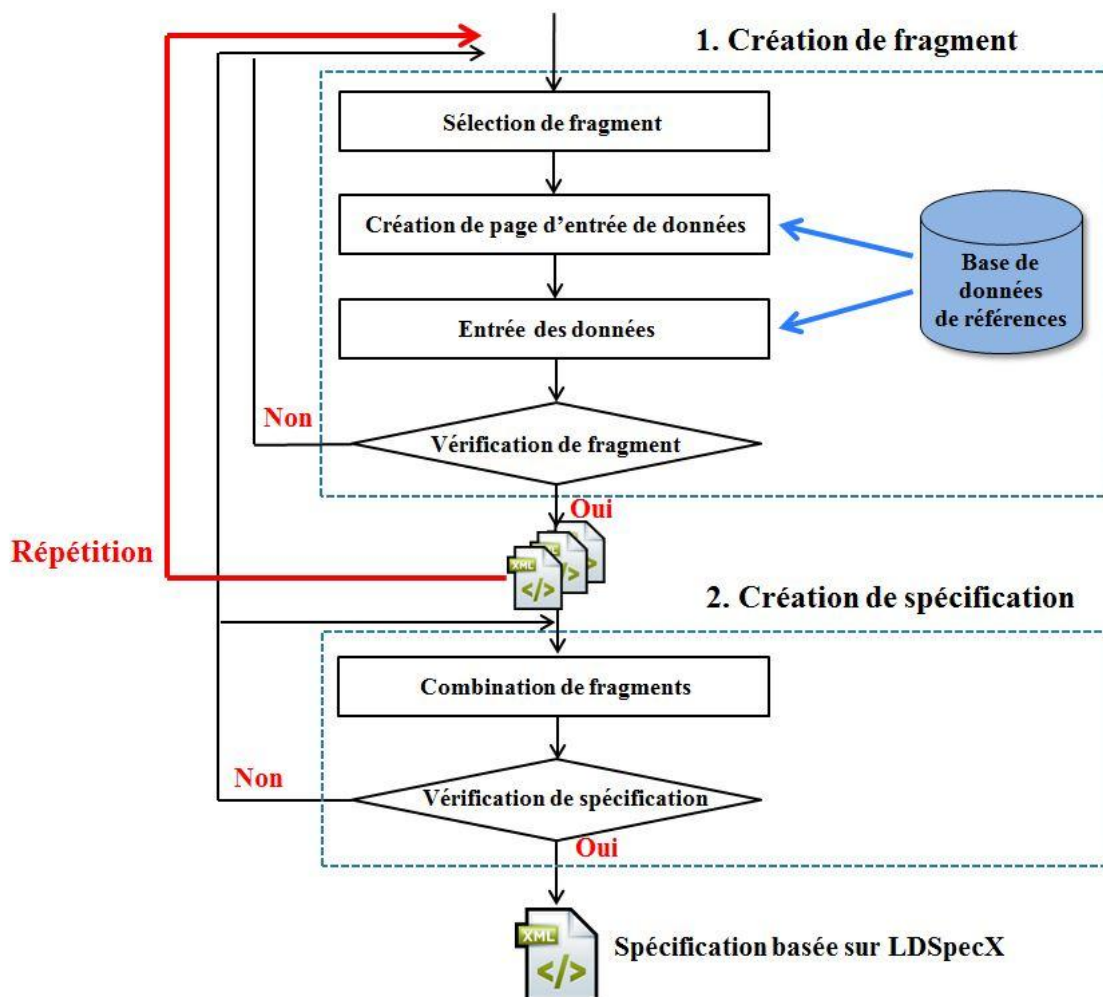 1. Création de fragment
Sélection de fragment
Création de page d’entrée de données
Base de
données
de références
Entrée des données
Non
Vérification de fragment
Oui
XML
</>
Répétition
2. Création de spécification
Combination de fragments
Non
Vérification de spécification
Oui
XML
</>
Spécification basée sur LDSpecX